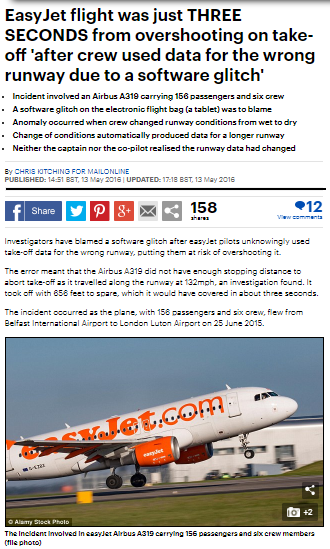 EasyJet flight was just THREE
SECONDS from overshooting on take-
off 'after crew used data for the wrong
runway due to a software glitch'
• Incident involved an Airbus A319 carrying 156 passengers and six crew
• A software glitch on the electronic flight bag (a tablet) was to blame
• Anomaly occurred when crew changed runway conditions from wet to dry
• Change of conditions automatically produced data for a longer runway
• Neither the captain nor the co-pilot realised the runway data had changed
By CHRIS KITCHING FOR MAILONLINE
PUBLISHED: 14:51 BST, 13 May 2016 | UPDATED: 17:18 BST, 13 May 2016
f Share
g+
158
shares
12
View comments
Investigators have blamed a software glitch after easyJet pilots unknowingly used
take-off data for the wrong runway, putting them at risk of overshooting it.
The error meant that the Airbus A319 did not have enough stopping distance to
abort take-off as it travelled along the runway at 132mph, an investigation found. It
took off with 656 feet to spare, which it would have covered in about three seconds.
The incident occurred as the plane, with 156 passengers and six crew, flew from
Belfast International Airport to London Luton Airport on 25 June 2015.
easyJet.com
easyJet
+2
© Alamy Stock Photo
The incident involved in easyJet Airbus A319 carrying 156 passengers and six crew members
(file photo)